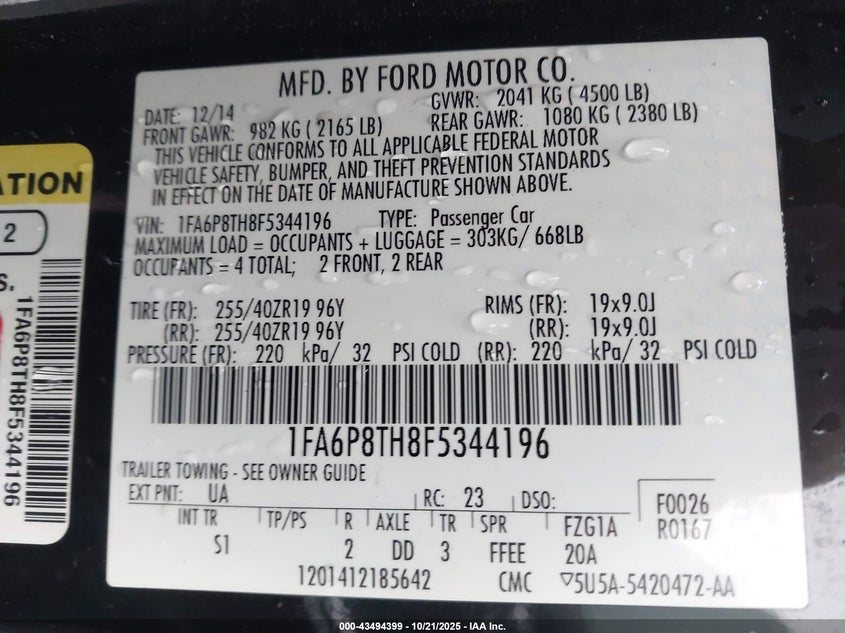 MFD. BY FORD MOTOR CO.
DATE: 12/14 GVWR: 2041 KG ( 4500 LB)
FRONT GAWR: 982 KG ( 2165 LB) REAR GAWR: 1080 KG ( 2380 LB)
THIS VEHICLE CONFORMS TO ALL APPLICABLE FEDERAL MOTOR
VEHICLE SAFETY, BUMPER, AND THEFT PREVENTION STANDARDS
IN EFFECT ON THE DATE OF MANUFACTURE SHOWN ABOVE.
VIN: 1FA6P8TH8F5344196 TYPE: Passenger Car
MAXIMUM LOAD = OCCUPANTS + LUGGAGE = 303KG/ 668LB
OCCUPANTS = 4 TOTAL; 2 FRONT, 2 REAR
TIRE (FR): 255/40ZR19 96Y RIMS (FR): 19x9.0J
(RR): 255/40ZR19 96Y (RR): 19x9.0J
PRESSURE (FR): 220 kPa/ 32 PSI COLD (RR): 220 kPa/ 32 PSI COLD
1FA6P8TH8F5344196
TRAILER TOWING - SEE OWNER GUIDE
EXT PNT: UA RC: 23 DSO: F0026
R0167
INT TR TP/PS R AXLE TR SPR FZG1A
S1 2 DD 3 FFEE 20A
1201412185642 CMC 5U5A-5420472-AA
ATION
2
S.
1FA6P8TH8F5344196
000-43494399 - 10/21/2025 - IAA Inc.